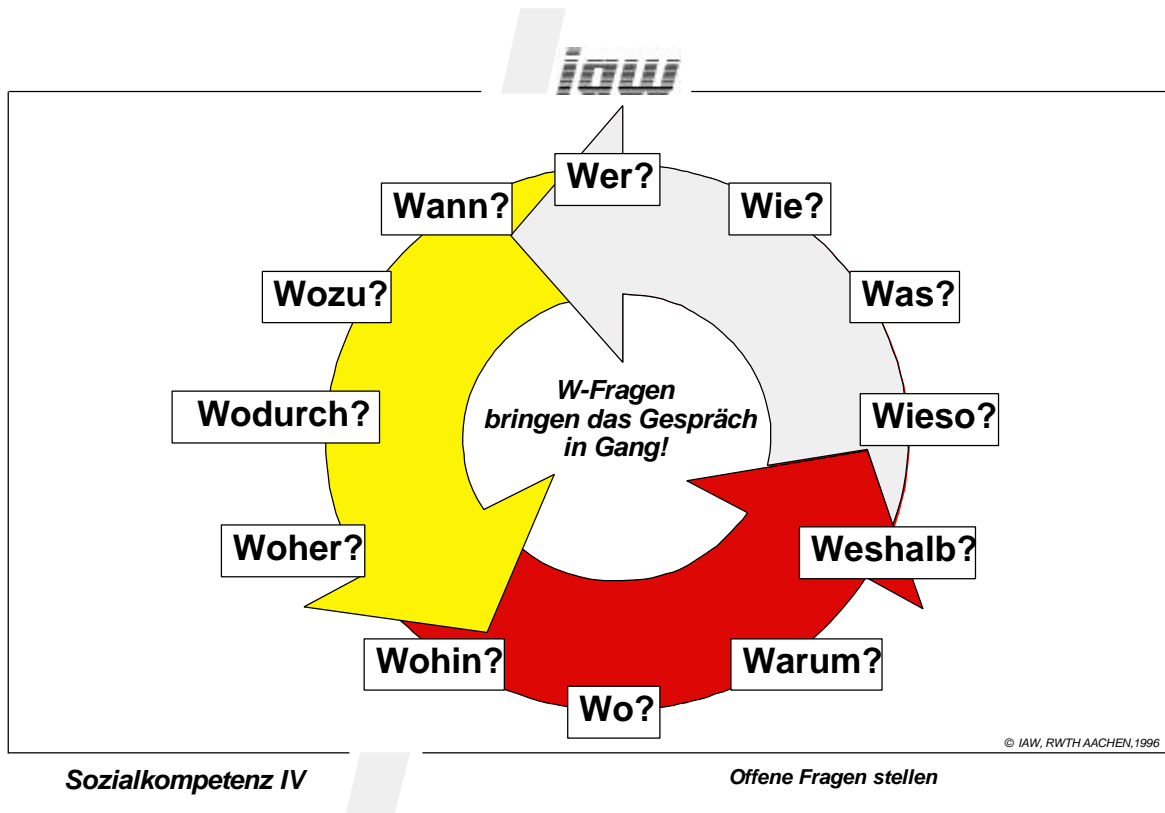 iaw
Wer?
Wie?
Was?
Wieso?
Weshalb?
Warum?
Wo?
Wohin?
Woher?
Wodurch?
Wozu?
Wann?
W-Fragen
bringen das Gespräch
in Gang!
© IAW, RWTH AACHEN,1996
Sozialkompetenz IV
Offene Fragen stellen